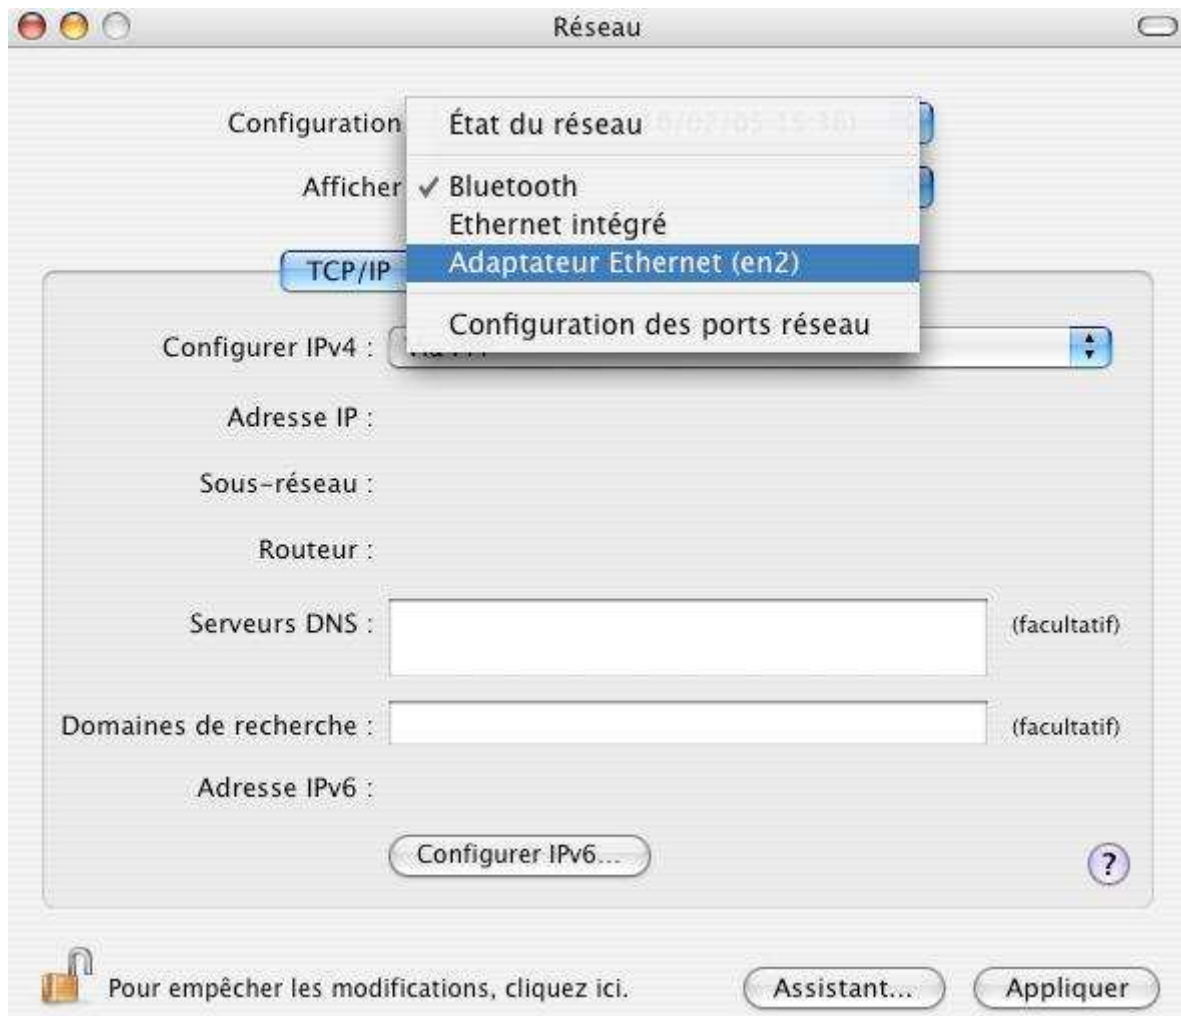 Réseau
Configuration
État du réseau
Afficher
✓ Bluetooth
Ethernet intégré
Adaptateur Ethernet (en2)
Configuration des ports réseau
TCP/IP
Configurer IPv4 :
Adresse IP :
Sous-réseau :
Routeur :
Serveurs DNS :
(facultatif)
Domaines de recherche :
(facultatif)
Adresse IPv6 :
Configurer IPv6...
?
Pour empêcher les modifications, cliquez ici.
Assistant...
Appliquer